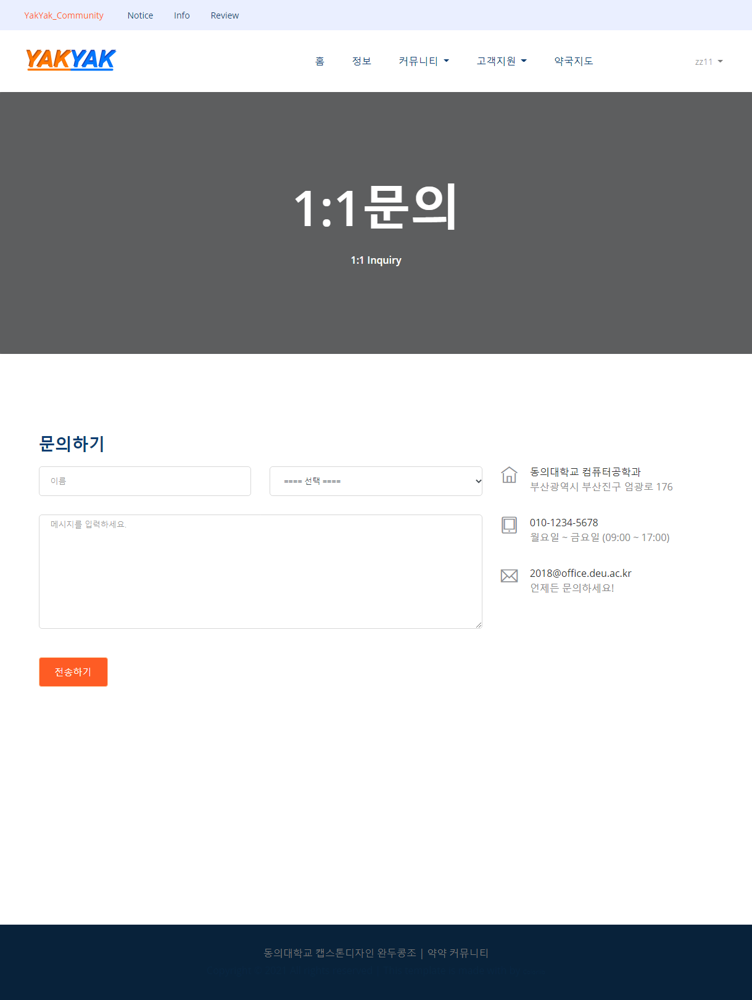 YakYak_Community Notice Info Review
YAKYAK 홈 정보 커뮤니티 고객지원 약국지도 zz11
1:1문의
1:1 Inquiry
문의하기
이름
==== 선택 ====
메시지를 입력하세요.
전송하기
동의대학교 컴퓨터공학과
부산광역시 부산진구 엄광로 176
010-1234-5678
월요일 ~ 금요일 (09:00 ~ 17:00)
2018@office.deu.ac.kr
언제든 문의하세요!
동의대학교 캡스톤디자인 완두콩조 | 약약 커뮤니티